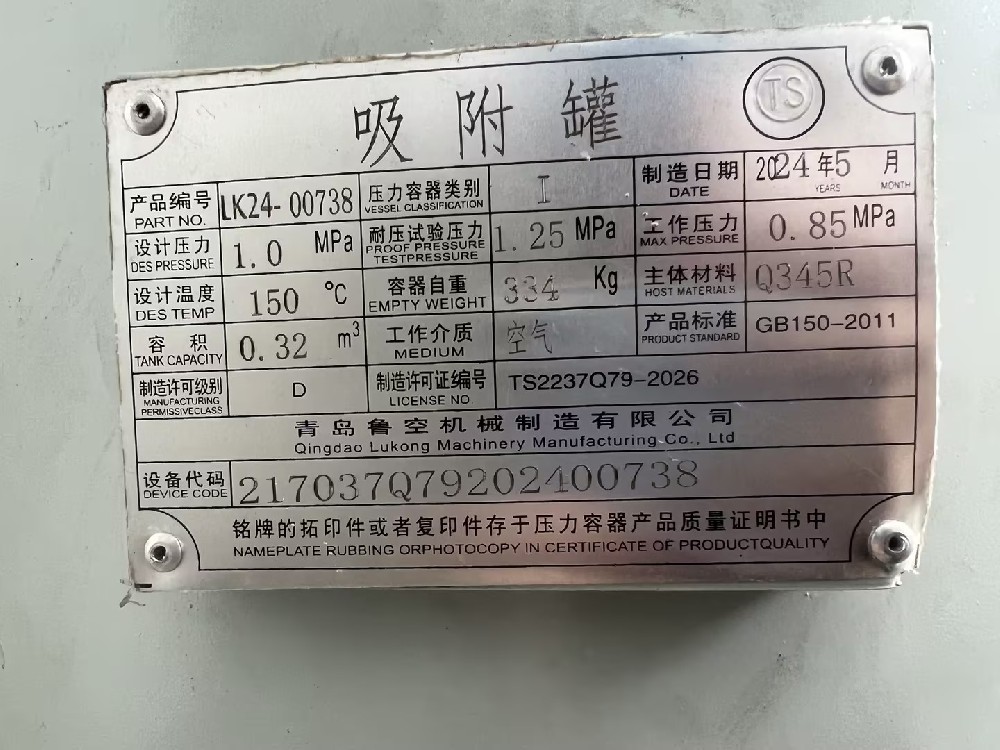 吸附罐 TS
产品编号 LK24-00738 压力容器类别 I 制造日期 2024年5月
PART NO. VESSEL CLASSIFICATION DATE YEARS MONTH
设计压力 1.0 MPa 耐压试验压力 1.25 MPa 工作压力 0.85 MPa
DES PRESSURE PROOF PRESSURE TESTPRESSURE MAX PRESSURE
设计温度 150 ℃ 容器自重 334 Kg 主体材料 Q345R
DES TEMP EMPTY WEIGHT HOST MATERIALS
容积 0.32 m³ 工作介质 空气 产品标准 GB150-2011
TANK CAPACITY MEDIUM PRODUCT STANDARD
制造许可级别 D 制造许可证编号 TS2237Q79-2026
MANUFACTURING PERMISSIVECLASS LICENSE NO.
青岛鲁空机械制造有限公司
Qingdao Lukong Machinery Manufacturing Co., Ltd
设备代码 217037Q79202400738
DEVICE CODE
铭牌的拓印件或者复印件存于压力容器产品质量证明书中
NAMEPLATE RUBBING ORPHOTOCOPY IN CERTIFICATE OF PRODUCTQUALITY